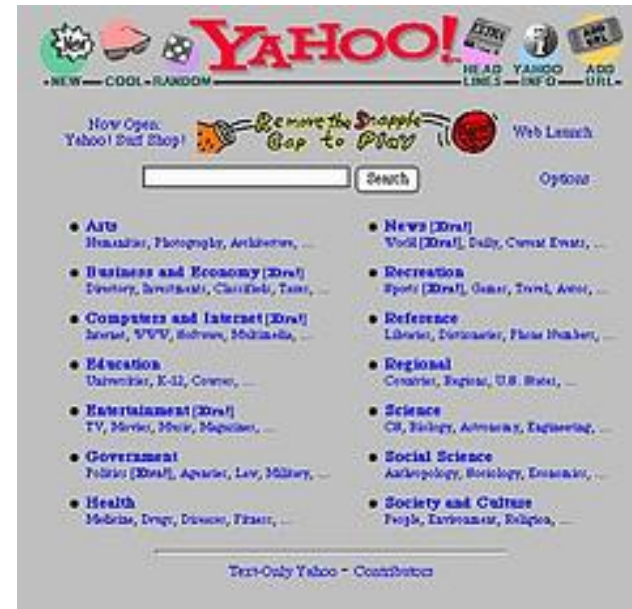 New
YAHOO!
EXTRA
i
ADD URL
NEW COOL RANDOM
HEAD LINES YAHOO INFO ADD URL
Now Open:
Yahoo! Surf Shop!
Remove the Snapple
Cap to Play
Web Launch
Search
Options
Arts
Humanities, Photography, Architecture, ...
Business and Economy [Xtra!]
Directory, Investments, Classifieds, Taxes, ...
Computers and Internet [Xtra!]
Internet, WWW, Software, Multimedia, ...
Education
Universities, K-12, Courses, ...
Entertainment [Xtra!]
TV, Movies, Music, Magazines, ...
Government
Politics [Xtra!], Agencies, Law, Military, ...
Health
Medicine, Drugs, Diseases, Fitness, ...
News [Xtra!]
World [Xtra!], Daily, Current Events, ...
Recreation
Sports [Xtra!], Games, Travel, Autos, ...
Reference
Libraries, Dictionaries, Phone Numbers, ...
Regional
Countries, Regions, U.S. States, ...
Science
CS, Biology, Astronomy, Engineering, ...
Social Science
Anthropology, Sociology, Economics, ...
Society and Culture
People, Environment, Religion, ...
Text-Only Yahoo - Contributors